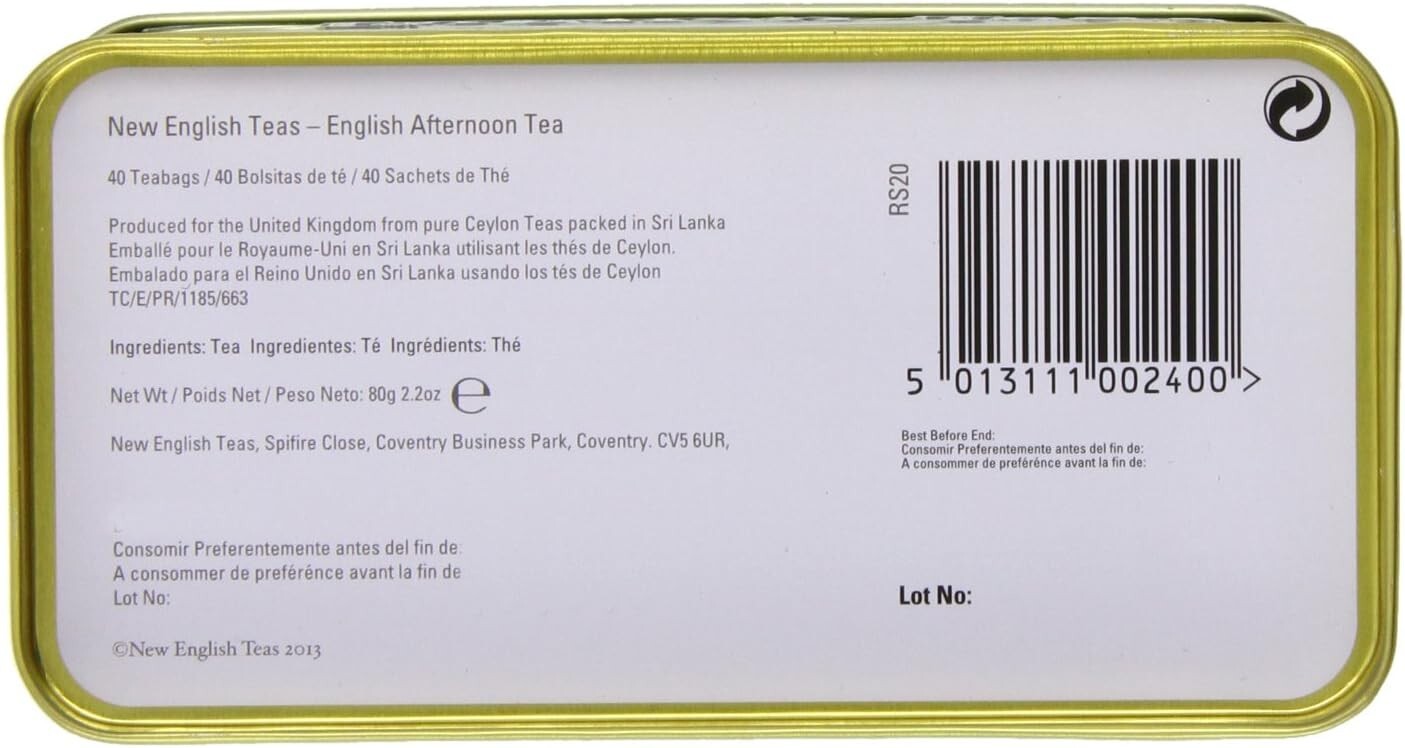 New English Teas – English Afternoon Tea
40 Teabags / 40 Bolsitas de té / 40 Sachets de Thé
Produced for the United Kingdom from pure Ceylon Teas packed in Sri Lanka
Emballé pour le Royaume-Uni en Sri Lanka utilisant les thés de Ceylon.
Embalado para el Reino Unido en Sri Lanka usando los tés de Ceylon
TC/E/PR/1185/663
Ingredients: Tea Ingredientes: Té Ingrédients: Thé
Net Wt / Poids Net / Peso Neto: 80g 2.2oz ℮
New English Teas, Spifire Close, Coventry Business Park, Coventry. CV5 6UR,
Consomir Preferentemente antes del fin de:
A consommer de preférénce avant la fin de
Lot No:
©New English Teas 2013
RS20
5 013111 002400 >
Best Before End:
Consomir Preferentemente antes del fin de:
A consommer de preférénce avant la fin de:
Lot No: